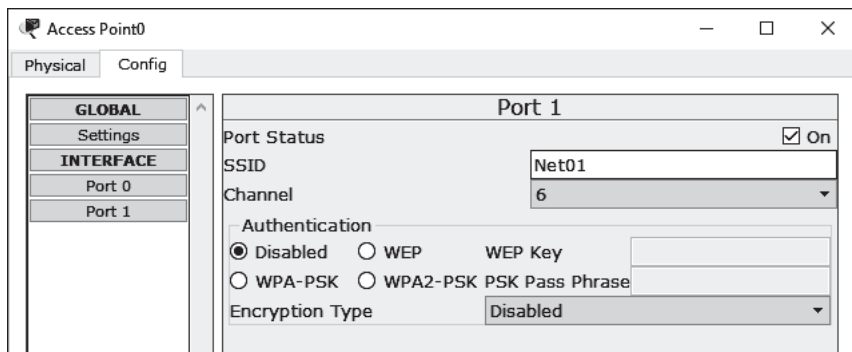 Access Point0
Physical Config
GLOBAL
Settings
INTERFACE
Port 0
Port 1
Port 1
Port Status On
SSID Net01
Channel 6
Authentication
Disabled WEP WEP Key
WPA-PSK WPA2-PSK PSK Pass Phrase
Encryption Type Disabled